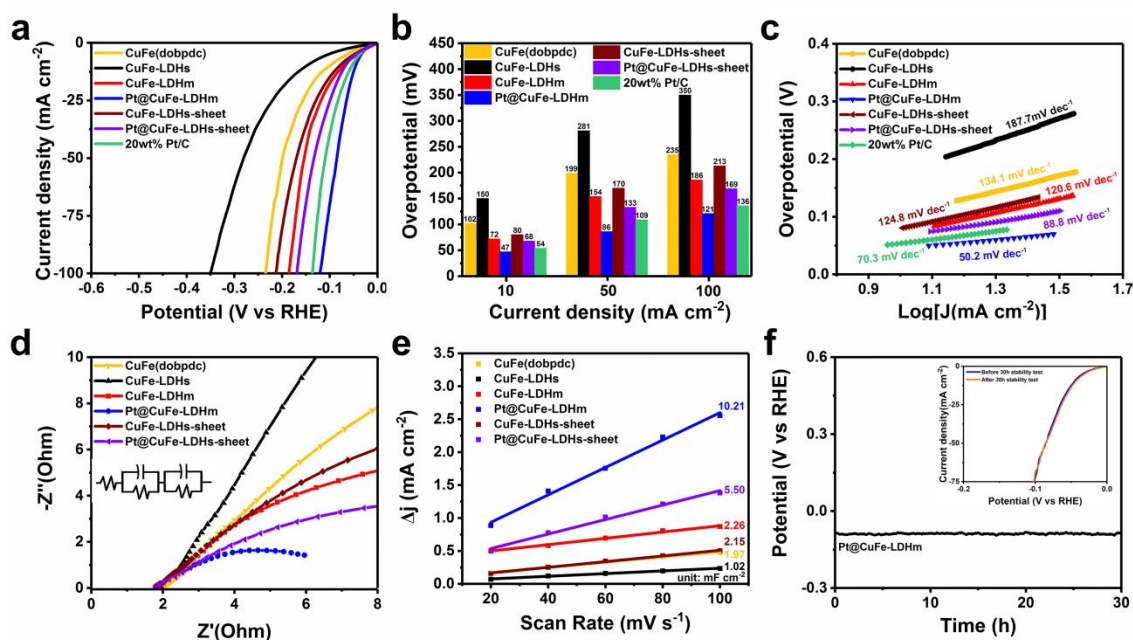 a
Current density (mA cm⁻²)
0
-25
-50
-75
-100
CuFe(dobpdc)
CuFe-LDHs
CuFe-LDHm
Pt@CuFe-LDHm
CuFe-LDHs-sheet
Pt@CuFe-LDHs-sheet
20wt% Pt/C
-0.6 -0.5 -0.4 -0.3 -0.2 -0.1 0.0
Potential (V vs RHE)
b
Overpotential (mV)
450
400
350
300
250
200
150
100
50
0
CuFe(dobpdc) CuFe-LDHs-sheet
CuFe-LDHs Pt@CuFe-LDHs-sheet
CuFe-LDHm 20wt% Pt/C
Pt@CuFe-LDHm
102 150 72 47 80 68 54
199 281 154 86 170 133 109
235 350 186 121 213 169 136
10 50 100
Current density (mA cm⁻²)
c
Overpotential (V)
0.4
0.3
0.2
0.1
0.0
CuFe(dobpdc)
CuFe-LDHs
CuFe-LDHm
Pt@CuFe-LDHm
CuFe-LDHs-sheet
Pt@CuFe-LDHs-sheet
20wt% Pt/C
187.7mV dec⁻¹
134.1 mV dec⁻¹
120.6 mV dec⁻¹
124.8 mV dec⁻¹
88.8 mV dec⁻¹
70.3 mV dec⁻¹
50.2 mV dec⁻¹
0.9 1.1 1.3 1.5 1.7
Log[J(mA cm⁻²)]
d
-Z''(Ohm)
10
8
6
4
2
0
CuFe(dobpdc)
CuFe-LDHs
CuFe-LDHm
Pt@CuFe-LDHm
CuFe-LDHs-sheet
Pt@CuFe-LDHs-sheet
0 2 4 6 8
Z'(Ohm)
e
Δj (mA cm⁻²)
3.5
3.0
2.5
2.0
1.5
1.0
0.5
0.0
CuFe(dobpdc)
CuFe-LDHs
CuFe-LDHm
Pt@CuFe-LDHm
CuFe-LDHs-sheet
Pt@CuFe-LDHs-sheet
10.21
5.50
2.26
2.15
1.97
1.02
unit: mF cm⁻²
20 40 60 80 100
Scan Rate (mV s⁻¹)
f
Potential (V vs RHE)
0.6
0.3
0.0
-0.3
Before 30h stability test
After 30h stability test
Current density(mA cm⁻²)
0
-25
-50
-75
-0.2 -0.1 0.0
Potential (V vs RHE)
Pt@CuFe-LDHm
0 5 10 15 20 25 30
Time (h)